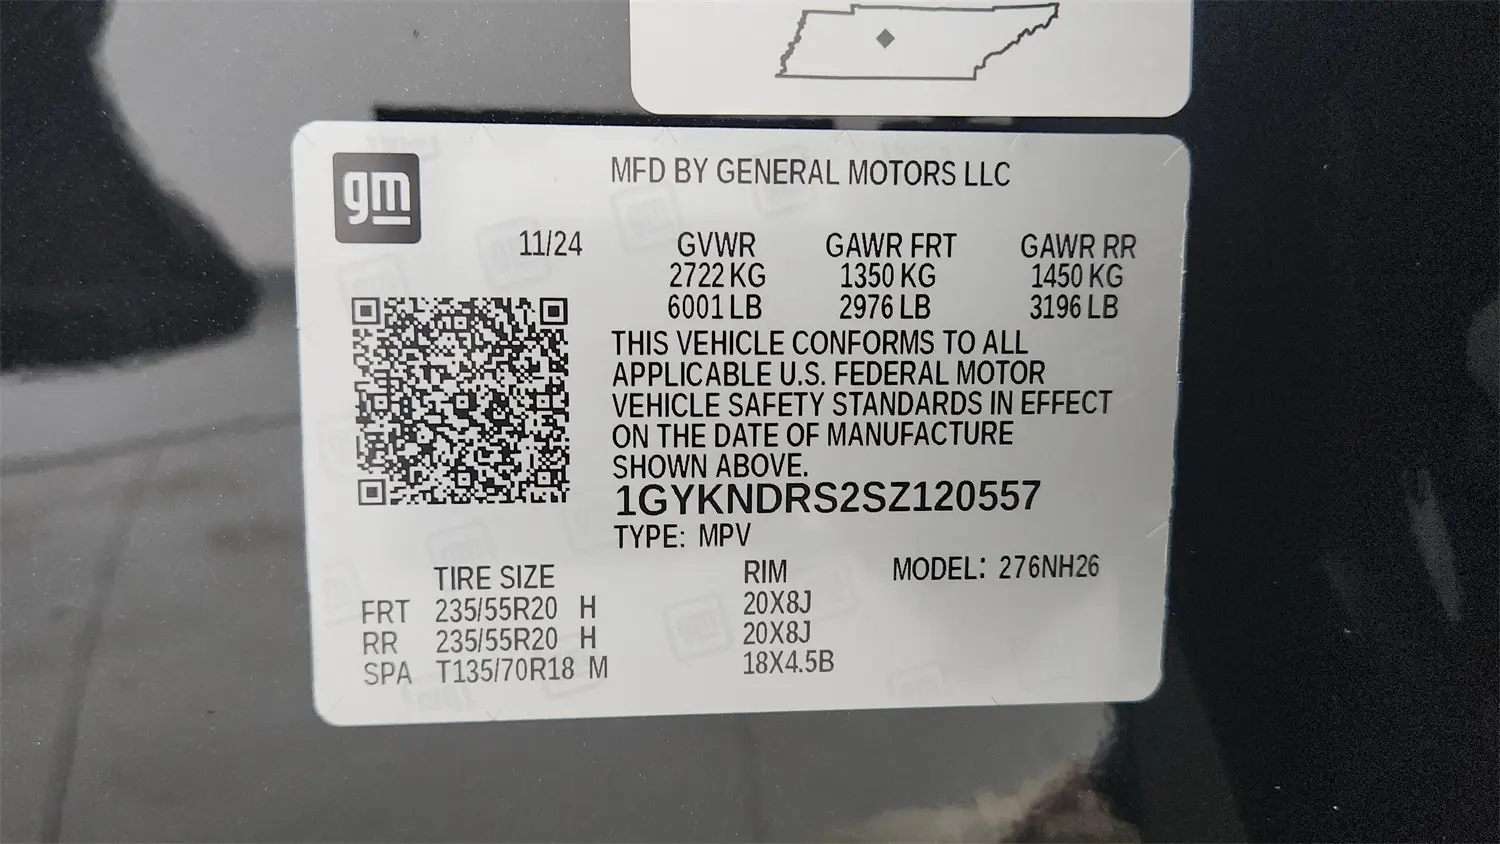 gm
MFD BY GENERAL MOTORS LLC
11/24 GVWR GAWR FRT GAWR RR
2722 KG 1350 KG 1450 KG
6001 LB 2976 LB 3196 LB
THIS VEHICLE CONFORMS TO ALL
APPLICABLE U.S. FEDERAL MOTOR
VEHICLE SAFETY STANDARDS IN EFFECT
ON THE DATE OF MANUFACTURE
SHOWN ABOVE.
1GYKNDRS2SZ120557
TYPE: MPV
TIRE SIZE RIM MODEL: 276NH26
FRT 235/55R20 H 20X8J
RR 235/55R20 H 20X8J
SPA T135/70R18 M 18X4.5B